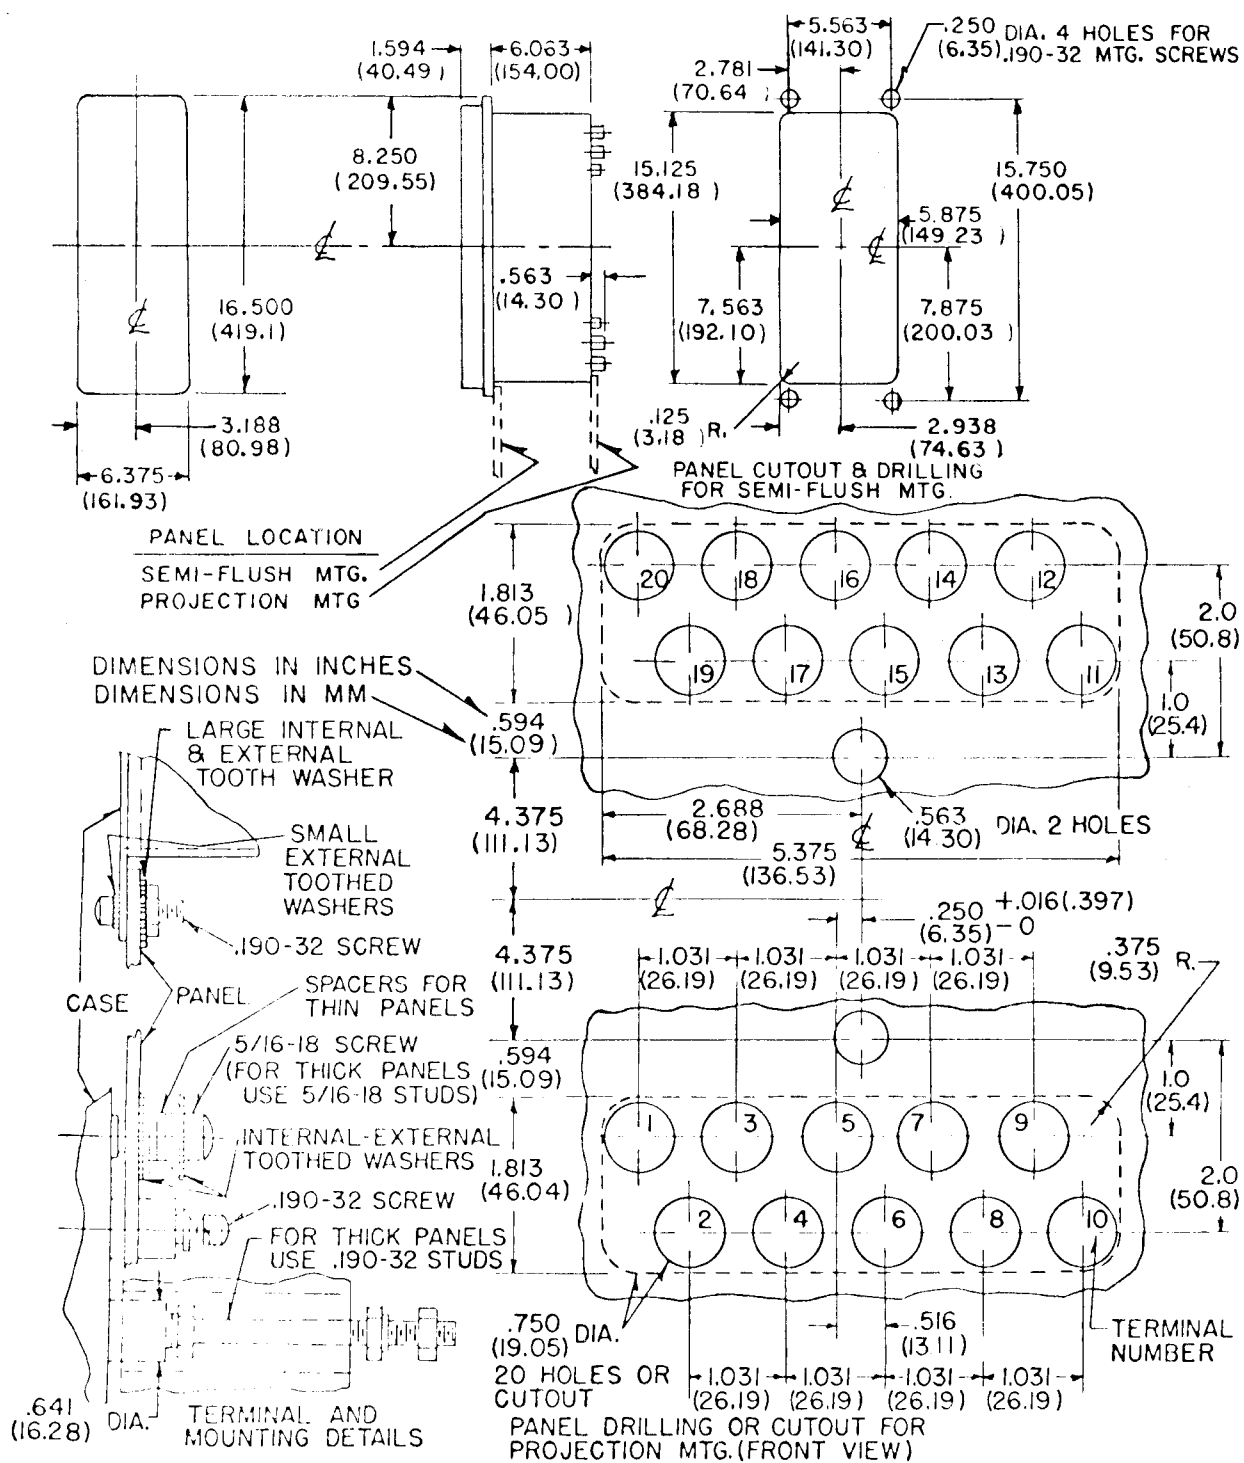 1.594
(40.49)
6.063
(154.00)
5.563
(141.30)
.250 DIA. 4 HOLES FOR
(6.35) .190-32 MTG. SCREWS
2.781
(70.64)
8.250
(209.55)
15.125
(384.18)
15.750
(400.05)
℄
5.875
(149.23)
℄
℄
.563
(14.30)
16.500
(419.1)
℄
7.563
(192.10)
7.875
(200.03)
3.188
(80.98)
.125
(3.18) R.
2.938
(74.63)
6.375
(161.93)
PANEL CUTOUT & DRILLING
FOR SEMI-FLUSH MTG.
PANEL LOCATION
SEMI-FLUSH MTG.
PROJECTION MTG
1.813
(46.05)
20 18 16 14 12
2.0
(50.8)
19 17 15 13 11
DIMENSIONS IN INCHES
DIMENSIONS IN MM
.594
(15.09)
1.0
(25.4)
LARGE INTERNAL
& EXTERNAL
TOOTH WASHER
4.375
(111.13)
2.688
(68.28)
℄
.563
(14.30) DIA. 2 HOLES
5.375
(136.53)
SMALL
EXTERNAL
TOOTHED
WASHERS
℄
.190-32 SCREW
.250 +.016(.397)
(6.35) -0
4.375
(111.13)
1.031 1.031 1.031 1.031
(26.19) (26.19) (26.19) (26.19)
.375
(9.53) R.
CASE
PANEL
SPACERS FOR
THIN PANELS
5/16-18 SCREW
(FOR THICK PANELS
USE 5/16-18 STUDS)
.594
(15.09)
1.0
(25.4)
1 3 5 7 9
INTERNAL-EXTERNAL
TOOTHED WASHERS
1.813
(46.04)
2.0
(50.8)
.190-32 SCREW
2 4 6 8 10
FOR THICK PANELS
USE .190-32 STUDS
.750
(19.05) DIA.
20 HOLES OR
CUTOUT
.516
(13.11)
TERMINAL
NUMBER
1.031 1.031 1.031 1.031
(26.19) (26.19) (26.19) (26.19)
.641
(16.28) DIA.
TERMINAL AND
MOUNTING DETAILS
PANEL DRILLING OR CUTOUT FOR
PROJECTION MTG. (FRONT VIEW)